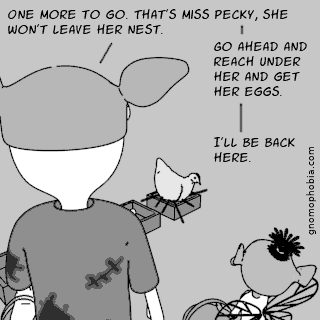 ONE MORE TO GO. THAT'S MISS PECKY, SHE
WON'T LEAVE HER NEST.
GO AHEAD AND
REACH UNDER
HER AND GET
HER EGGS.
I'LL BE BACK
HERE.
gnomophobia.com